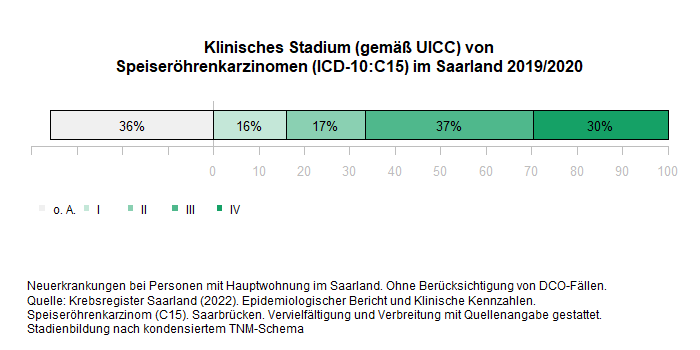 Klinisches Stadium (gemäß UICC) von
Speiseröhrenkarzinomen (ICD-10:C15) im Saarland 2019/2020
36% 16% 17% 37% 30%
0 10 20 30 40 50 60 70 80 90 100
o. A. I II III IV
Neuerkrankungen bei Personen mit Hauptwohnung im Saarland. Ohne Berücksichtigung von DCO-Fällen.
Quelle: Krebsregister Saarland (2022). Epidemiologischer Bericht und Klinische Kennzahlen.
Speiseröhrenkarzinom (C15). Saarbrücken. Vervielfältigung und Verbreitung mit Quellenangabe gestattet.
Stadienbildung nach kondensiertem TNM-Schema